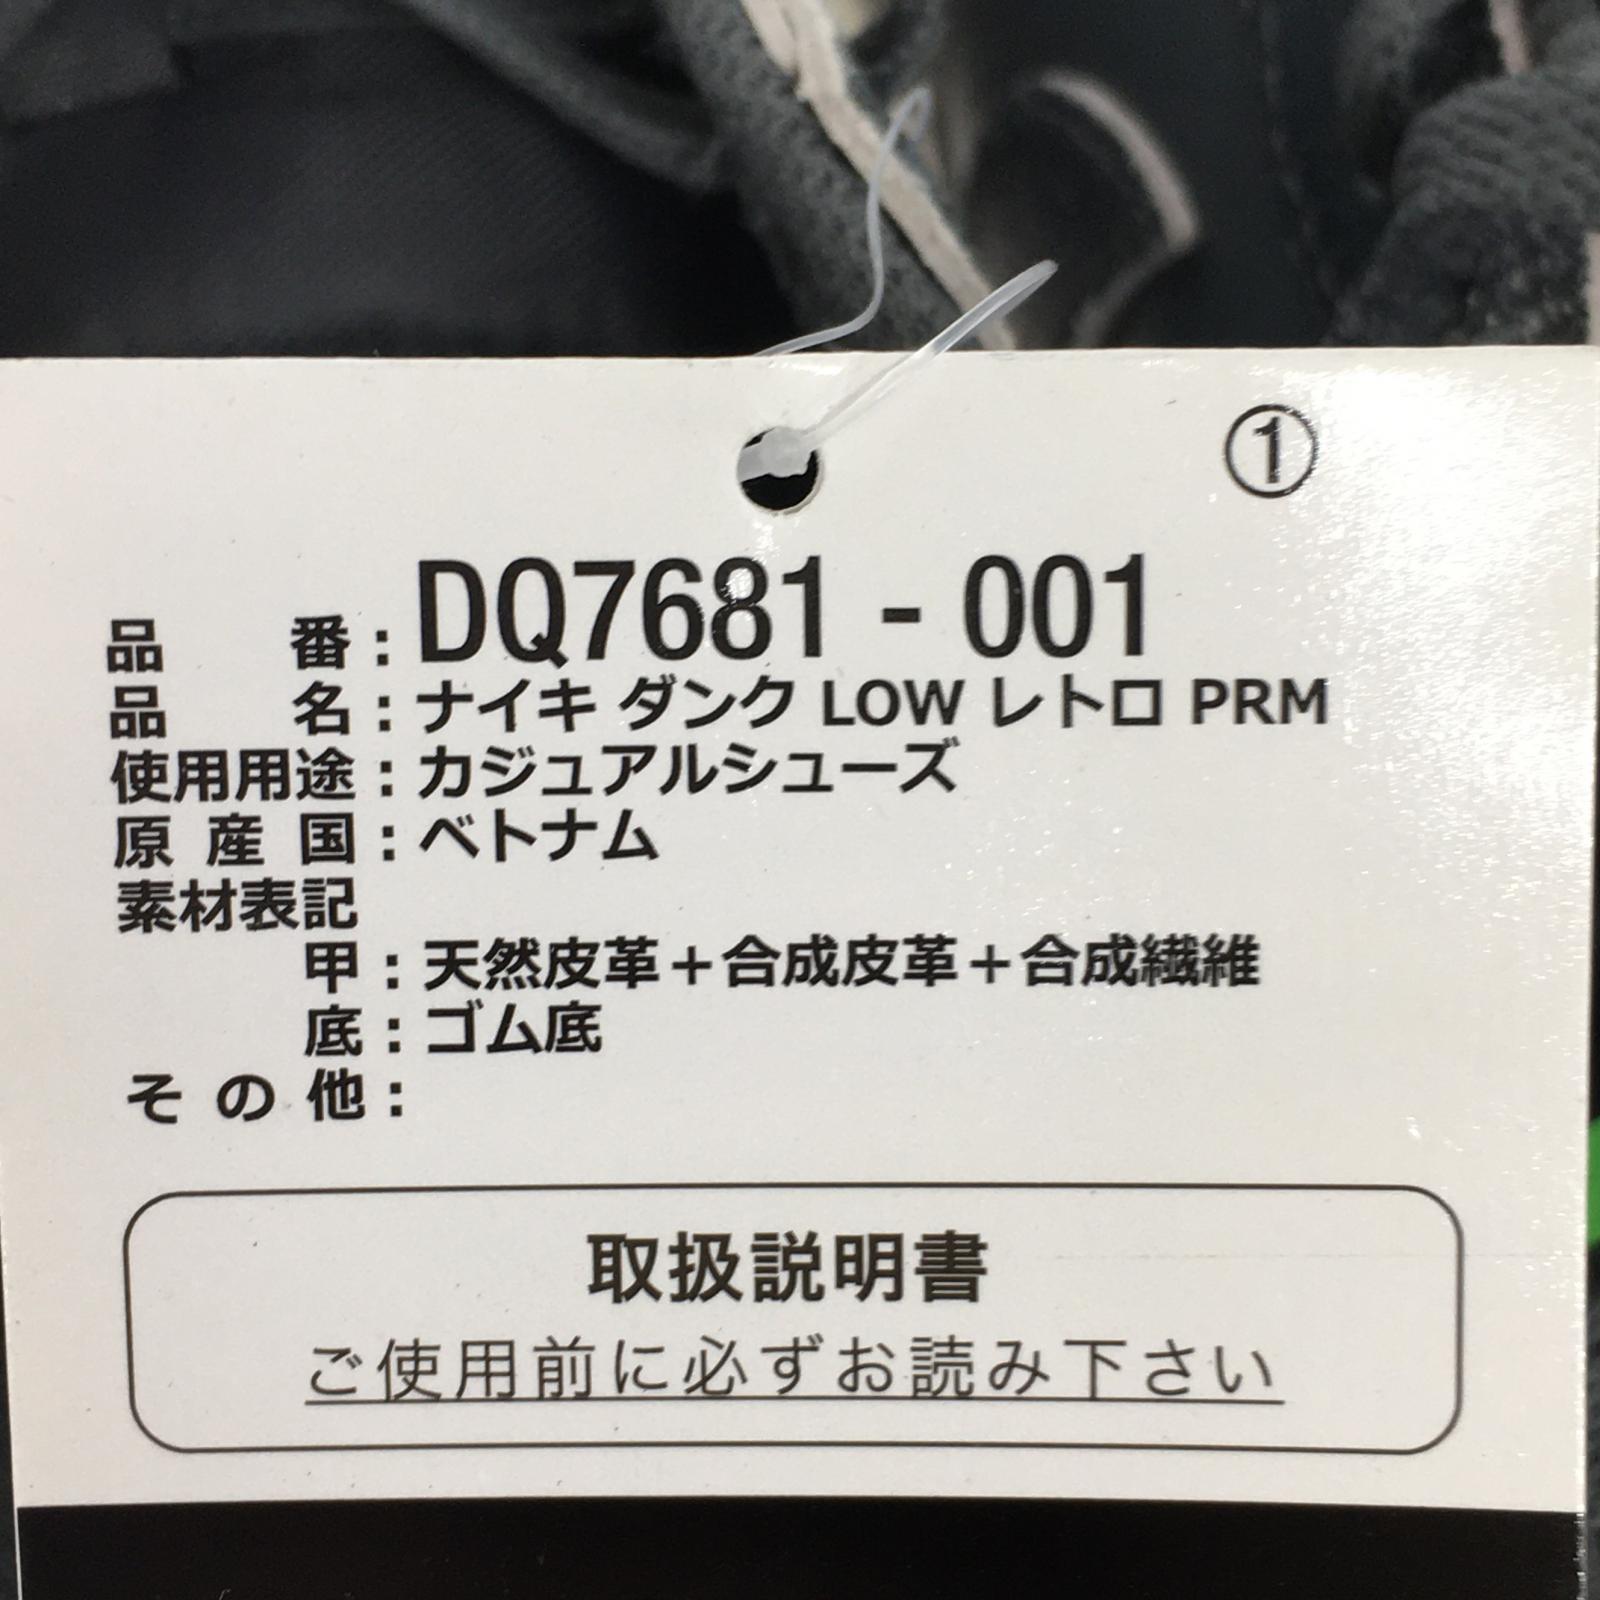 ①
品番：DQ7681 - 001
品名：ナイキ ダンク LOW レトロ PRM
使用用途：カジュアルシューズ
原産国：ベトナム
素材表記
甲：天然皮革＋合成皮革＋合成繊維
底：ゴム底
その他：
取扱説明書
ご使用前に必ずお読み下さい